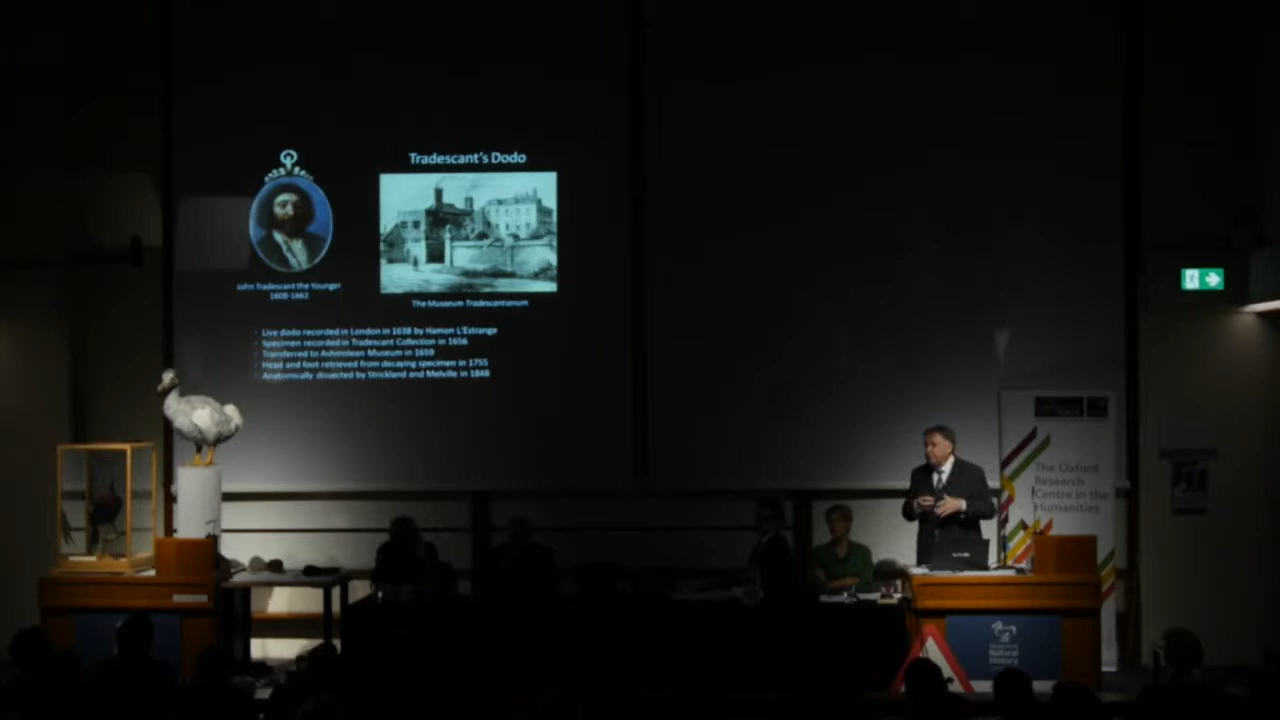 Tradescant's Dodo
John Tradescant the Younger
1608-1662
The Museum Tradescantianum
Live dodo recorded in London in 1638 by Hamon L'Estrange
Specimen recorded in Tradescant Collection in 1656
Transferred to Ashmolean Museum in 1659
Head and foot retrieved from decaying specimen in 1755
Anatomically dissected by Strickland and Melville in 1848
The Oxford
Research
Centre in the
Humanities
Natural
History